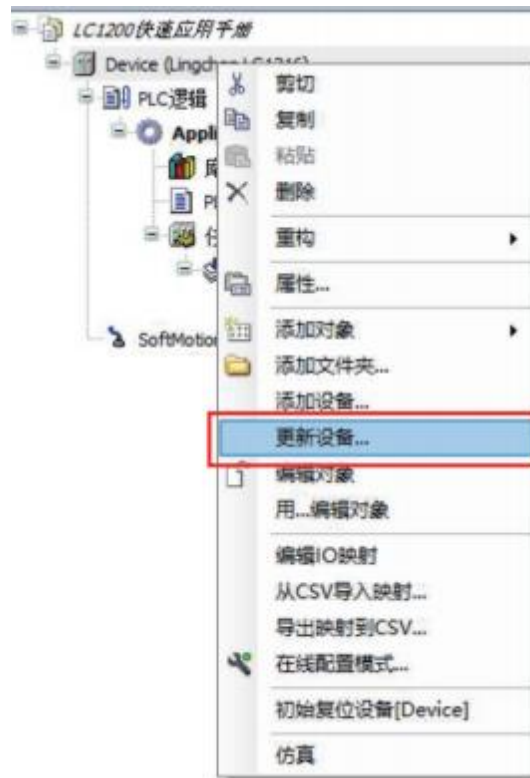 LC1200快速应用手册
Device
PLC逻辑
SoftMotion
剪切
复制
粘贴
删除
重构
属性...
添加对象
添加文件夹...
添加设备...
更新设备...
编辑对象
用...编辑对象
编辑IO映射
从CSV导入映射...
导出映射到CSV...
在线配置模式...
初始复位设备[Device]
仿真